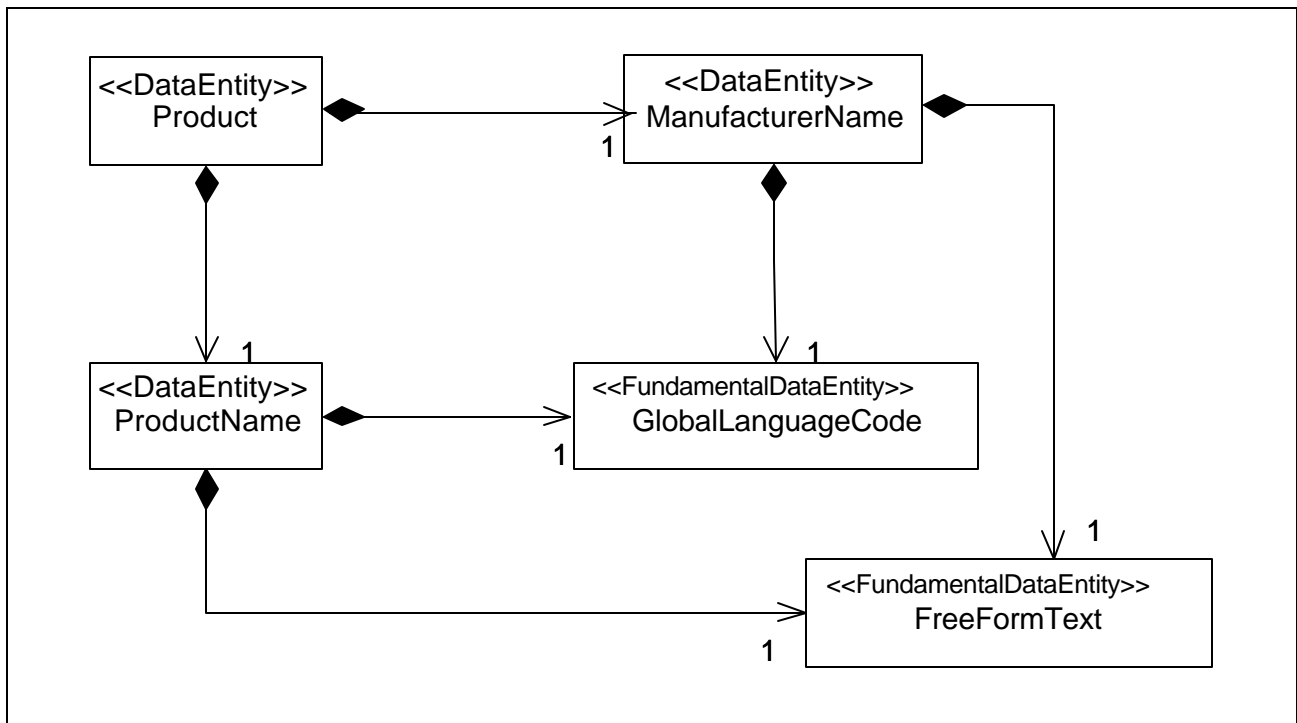 <<DataEntity>>
Product
<<DataEntity>>
ManufacturerName
1
1
<<DataEntity>>
ProductName
1
<<FundamentalDataEntity>>
GlobalLanguageCode
1
1
<<FundamentalDataEntity>>
FreeFormText
1